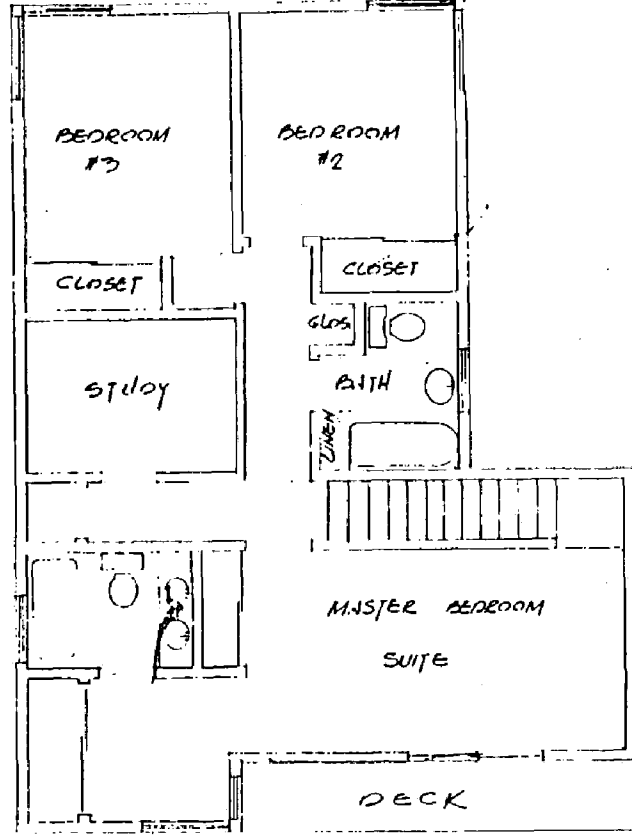 BEDROOM
#3
BEDROOM
#2
CLOSET
CLOSET
CLOS
STUDY
BATH
LINEN
MASTER BEDROOM
SUITE
DECK